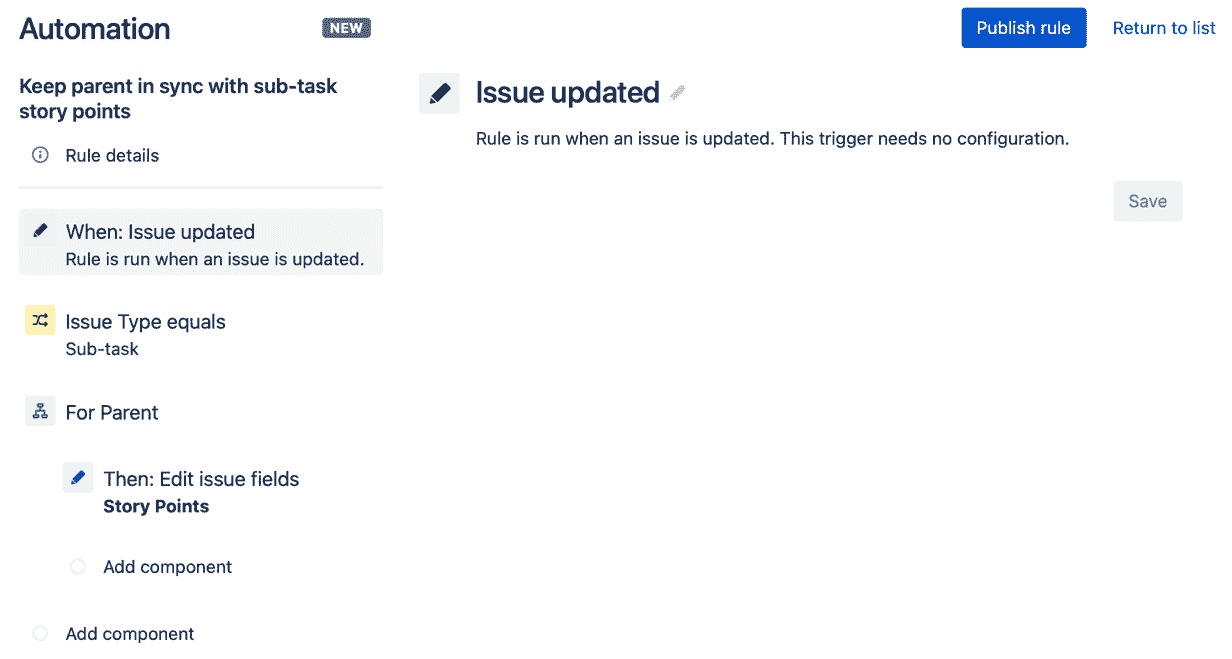 Automation
NEW
Publish rule
Return to list
Keep parent in sync with sub-task
story points
Rule details
When: Issue updated
Rule is run when an issue is updated.
Issue Type equals
Sub-task
For Parent
Then: Edit issue fields
Story Points
Add component
Add component
Issue updated
Rule is run when an issue is updated. This trigger needs no configuration.
Save